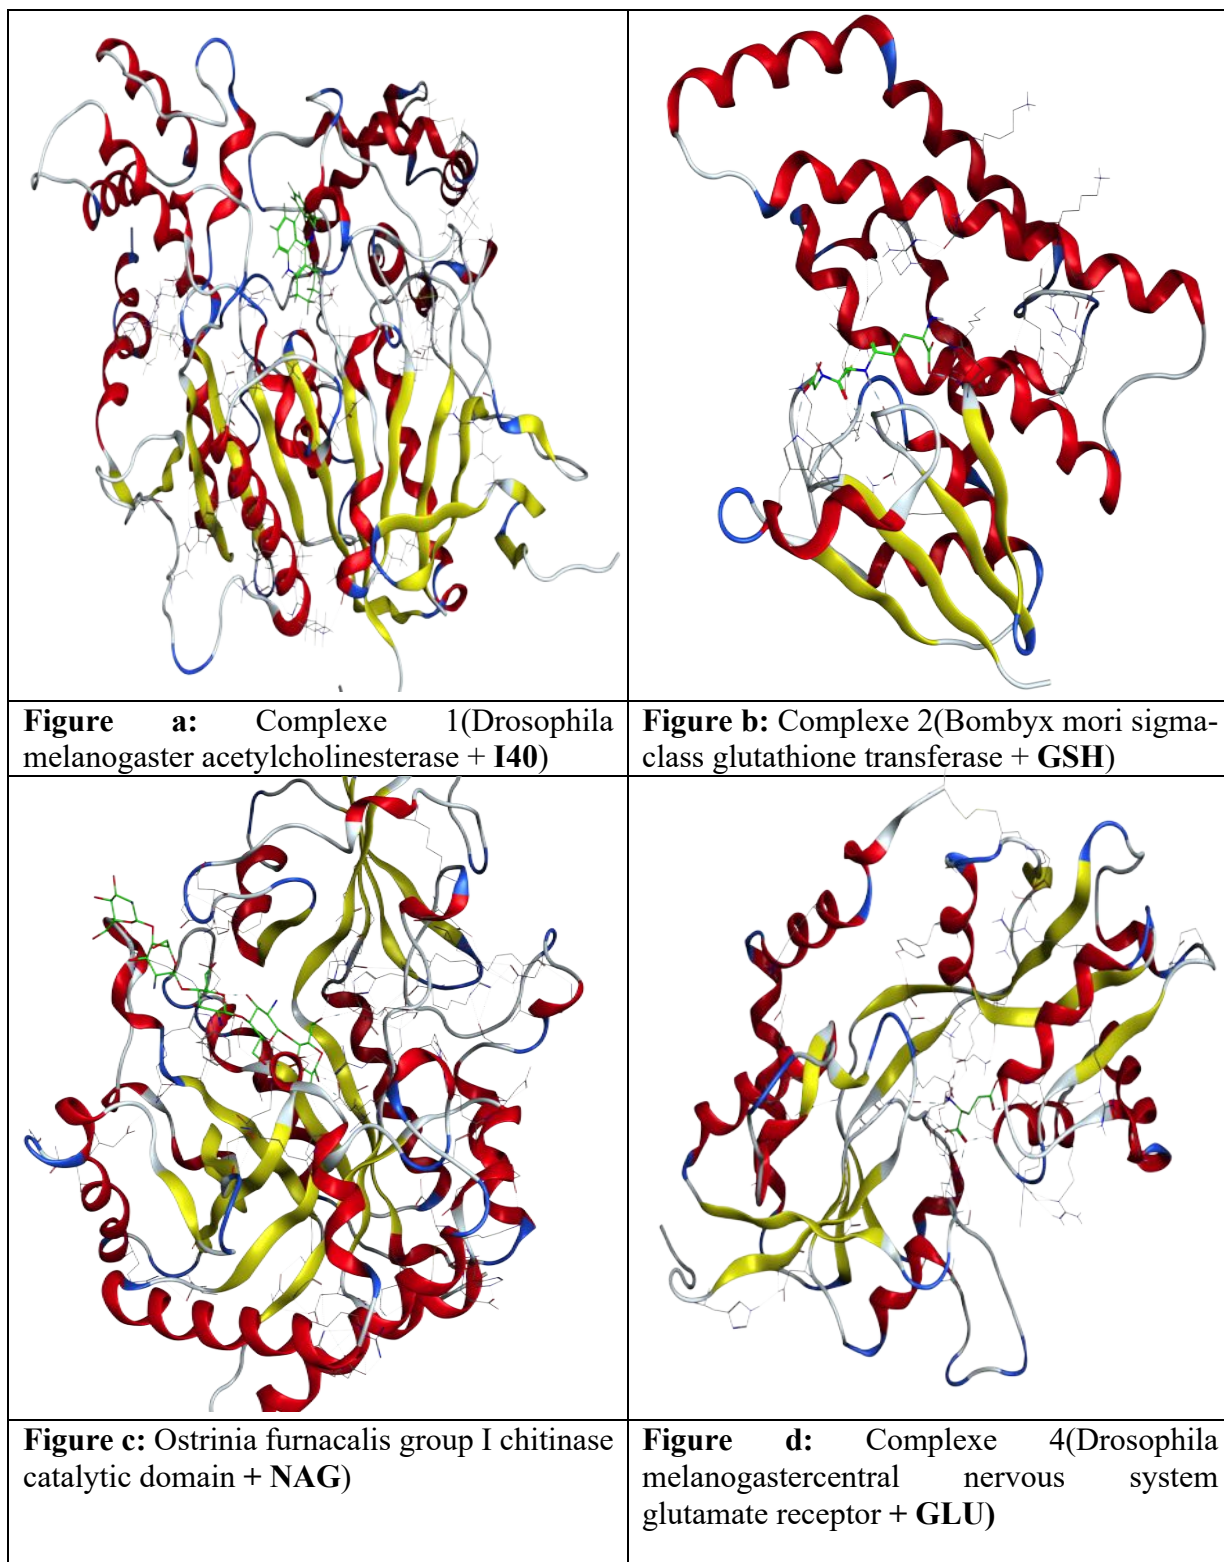 Figure a: Complexe 1(Drosophila
melanogaster acetylcholinesterase + I40)
Figure b: Complexe 2(Bombyx mori sigma-
class glutathione transferase + GSH)
Figure c: Ostrinia furnacalis group I chitinase
catalytic domain + NAG)
Figure d: Complexe 4(Drosophila
melanogastercentral nervous system
glutamate receptor + GLU)